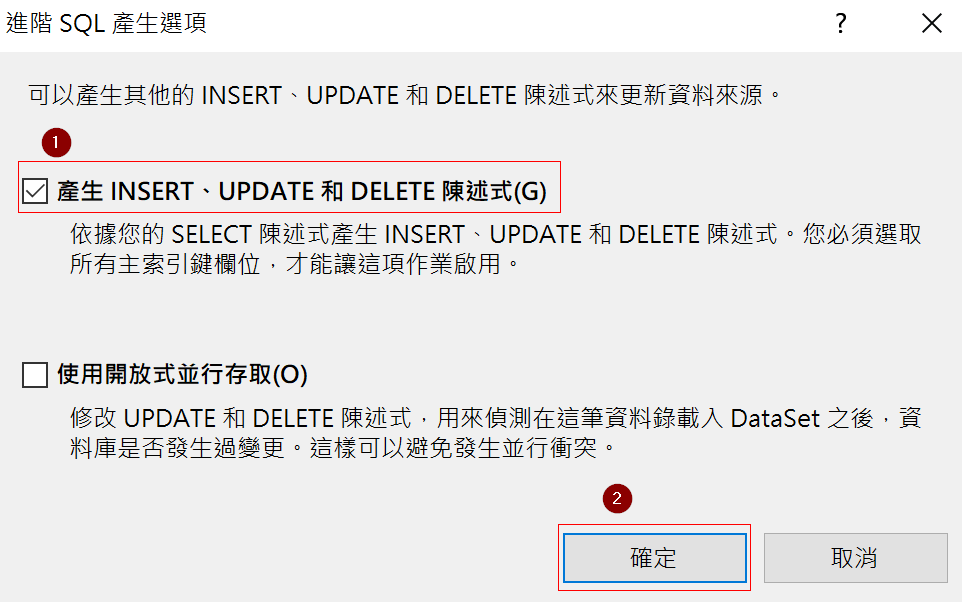 進階 SQL 產生選項
可以產生其他的 INSERT、UPDATE 和 DELETE 陳述式來更新資料來源。
1
產生 INSERT、UPDATE 和 DELETE 陳述式(G)
依據您的 SELECT 陳述式產生 INSERT、UPDATE 和 DELETE 陳述式。您必須選取
所有主索引鍵欄位，才能讓這項作業啟用。
使用開放式並行存取(O)
修改 UPDATE 和 DELETE 陳述式，用來偵測在這筆資料錄載入 DataSet 之後，資
料庫是否發生過變更。這樣可以避免發生並行衝突。
2
確定
取消